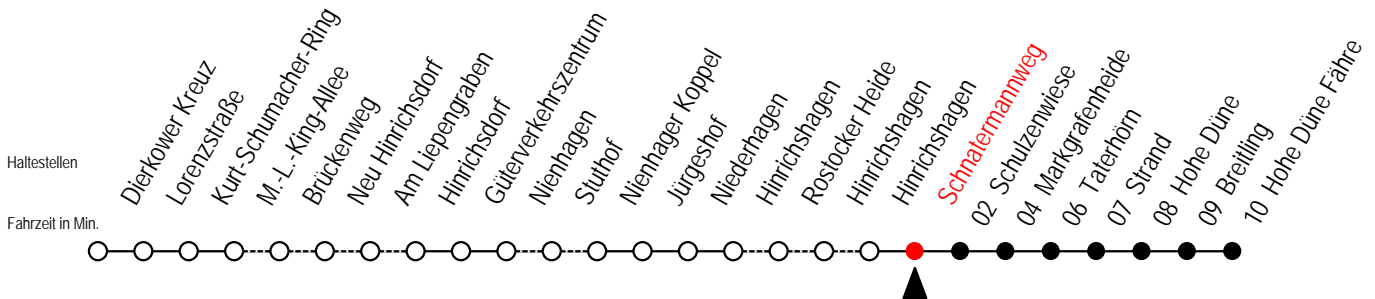 Haltestellen
Fahrzeit in Min.
Dierkower Kreuz
Lorenzstraße
Kurt-Schumacher-Ring
M.-L.-King-Allee
Brückenweg
Neu Hinrichsdorf
Am Liepengraben
Hinrichsdorf
Güterverkehrszentrum
Nienhagen
Stuthof
Nienhager Koppel
Jürgeshof
Niederhagen
Hinrichshagen
Rostocker Heide
Hinrichshagen
Hinrichshagen
Schnatermannweg
02 Schulzenwiese
04 Markgrafenheide
06 Taterhörn
07 Strand
08 Hohe Düne
09 Breitling
10 Hohe Düne Fähre